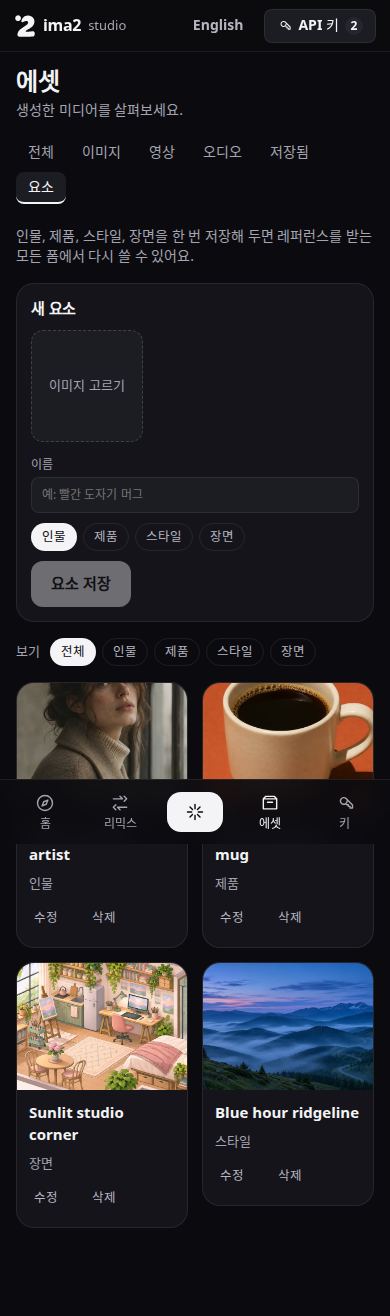 ima2 studio
English
API 키 2
에셋
생성한 미디어를 살펴보세요.
전체 이미지 영상 오디오 저장됨
요소
인물, 제품, 스타일, 장면을 한 번 저장해 두면 레퍼런스를 받는
모든 폼에서 다시 쓸 수 있어요.
새 요소
이미지 고르기
이름
예: 빨간 도자기 머그
인물 제품 스타일 장면
요소 저장
보기 전체 인물 제품 스타일 장면
홈 리믹스 에셋 키
artist
인물
수정 삭제
mug
제품
수정 삭제
Sunlit studio
corner
장면
수정 삭제
Blue hour ridgeline
스타일
수정 삭제